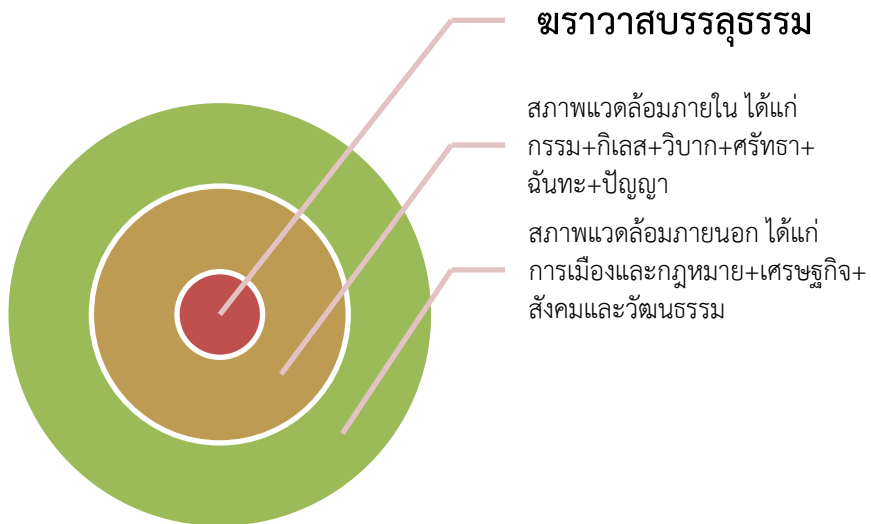 ฆราวาสบรรลุธรรม
สภาพแวดล้อมภายใน ได้แก่
กรรม+กิเลส+วิบาก+ศรัทธา+
ฉันทะ+ปัญญา
สภาพแวดล้อมภายนอก ได้แก่
การเมืองและกฎหมาย+เศรษฐกิจ+
สังคมและวัฒนธรรม